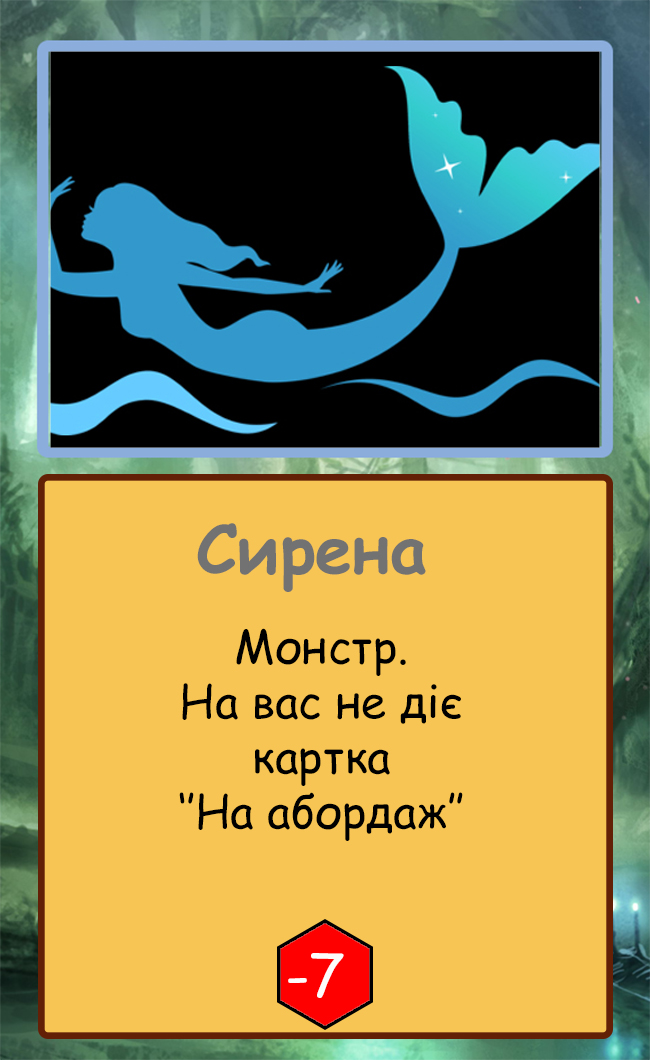 Сирена
Монстр.
На вас не діє
картка
"На абордаж"
-7